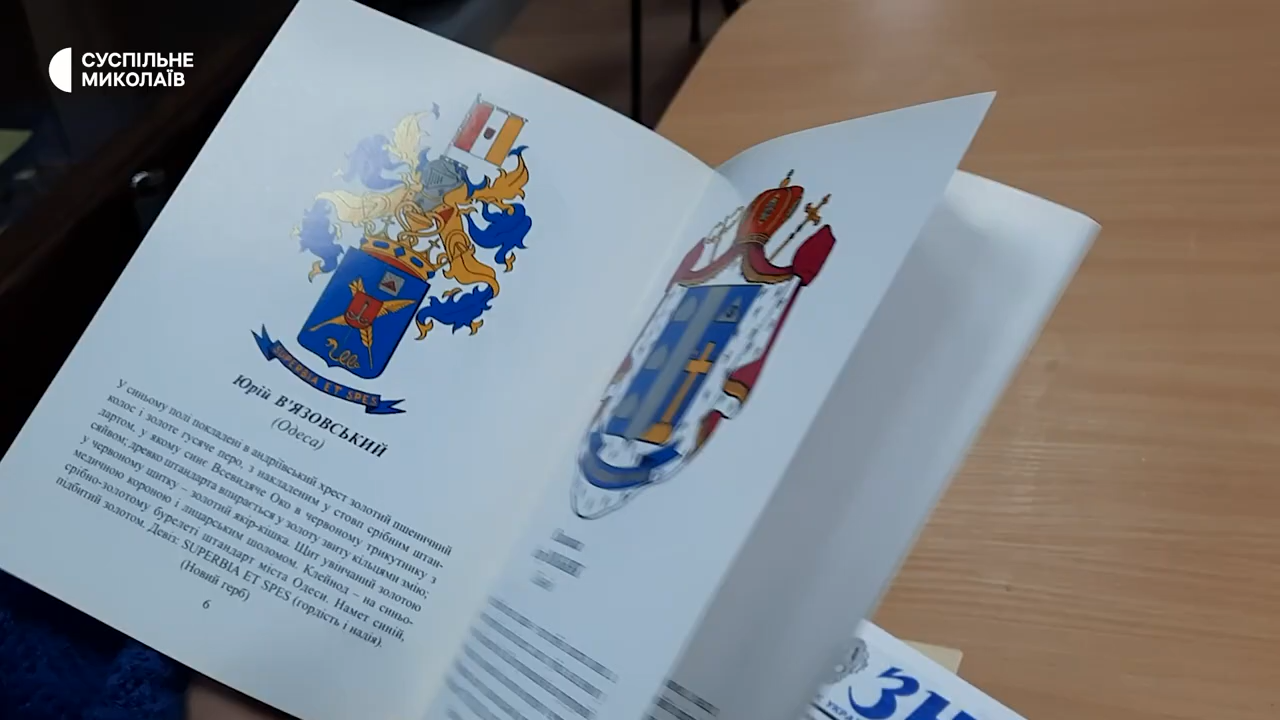 СУСПІЛЬНЕ
МИКОЛАЇВ
SUPERBIA ET SPES
Юрій В'ЯЗОВСЬКИЙ
(Одеса)
У синьому полі покладені в андріївський хрест золотий пшеничний
колос і золоте гусяче перо, з накладеним у стовп срібним штан-
дартом, у якому синє Всевидяче Око в червоному трикутнику з
сяйвом; древко штандарта впирається у золоту звиту кільцями змію;
у червоному щитку – золотий якір-кішка. Щит увінчаний золотою
медичною короною і лицарським шоломом. Клейнод – на синьо-
срібно-золотому бурелеті штандарт міста Одеси. Намет синій,
підбитий золотом. Девіз: SUPERBIA ET SPES (гордість і надія).
(Новий герб)
6
ЗН